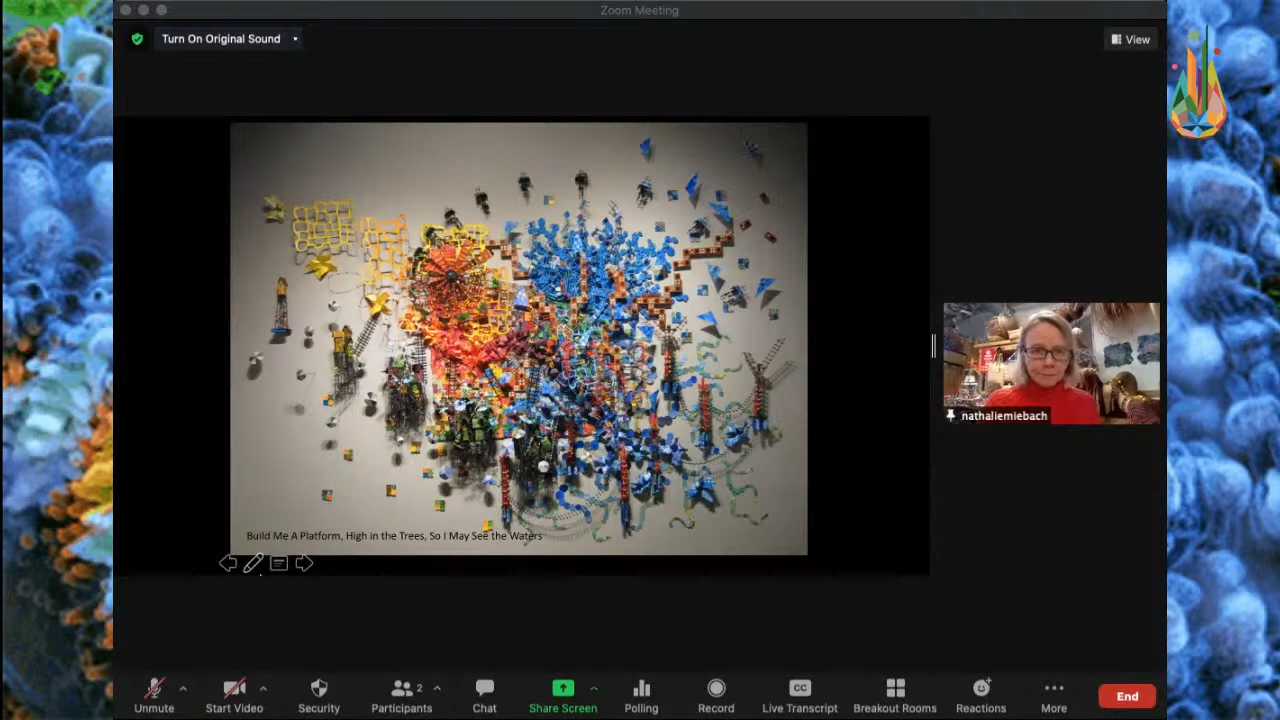 Zoom Meeting
Turn On Original Sound
View
nathaliemiebach
Build Me A Platform, High in the Trees, So I May See the Waters
Unmute
Start Video
Security
2
Participants
Chat
Share Screen
Polling
Record
CC
Live Transcript
Breakout Rooms
Reactions
More
End